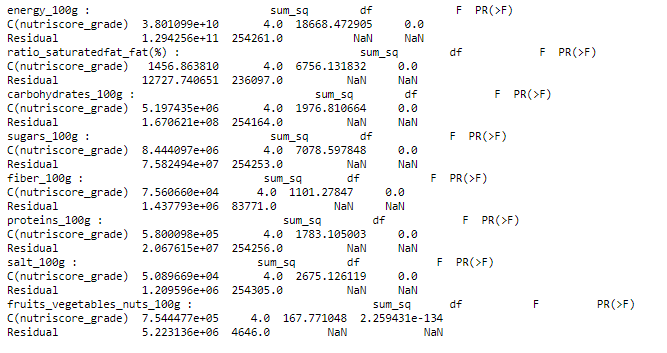 energy_100g : sum_sq df F PR(>F)
C(nutriscore_grade) 3.801099e+10 4.0 18668.472905 0.0
Residual 1.294256e+11 254261.0 NaN NaN
ratio_saturatedfat_fat(%) : sum_sq df F PR(>F)
C(nutriscore_grade) 1456.863810 4.0 6756.131832 0.0
Residual 12727.740651 236097.0 NaN NaN
carbohydrates_100g : sum_sq df F PR(>F)
C(nutriscore_grade) 5.197435e+06 4.0 1976.810664 0.0
Residual 1.670621e+08 254164.0 NaN NaN
sugars_100g : sum_sq df F PR(>F)
C(nutriscore_grade) 8.444097e+06 4.0 7078.597848 0.0
Residual 7.582494e+07 254253.0 NaN NaN
fiber_100g : sum_sq df F PR(>F)
C(nutriscore_grade) 7.560660e+04 4.0 1101.27847 0.0
Residual 1.437793e+06 83771.0 NaN NaN
proteins_100g : sum_sq df F PR(>F)
C(nutriscore_grade) 5.800098e+05 4.0 1783.105003 0.0
Residual 2.067615e+07 254256.0 NaN NaN
salt_100g : sum_sq df F PR(>F)
C(nutriscore_grade) 5.089669e+04 4.0 2675.126119 0.0
Residual 1.209596e+06 254305.0 NaN NaN
fruits_vegetables_nuts_100g : sum_sq df F PR(>F)
C(nutriscore_grade) 7.544477e+05 4.0 167.771048 2.259431e-134
Residual 5.223136e+06 4646.0 NaN NaN